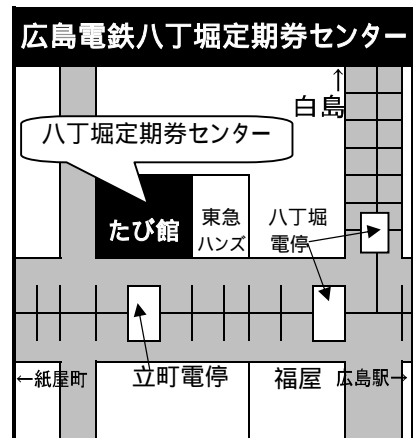 広島電鉄八丁堀定期券センター
↑
白島
八丁堀定期券センター
たび館
東急
ハンズ
八丁堀
電停
←紙屋町
立町電停
福屋
広島駅→